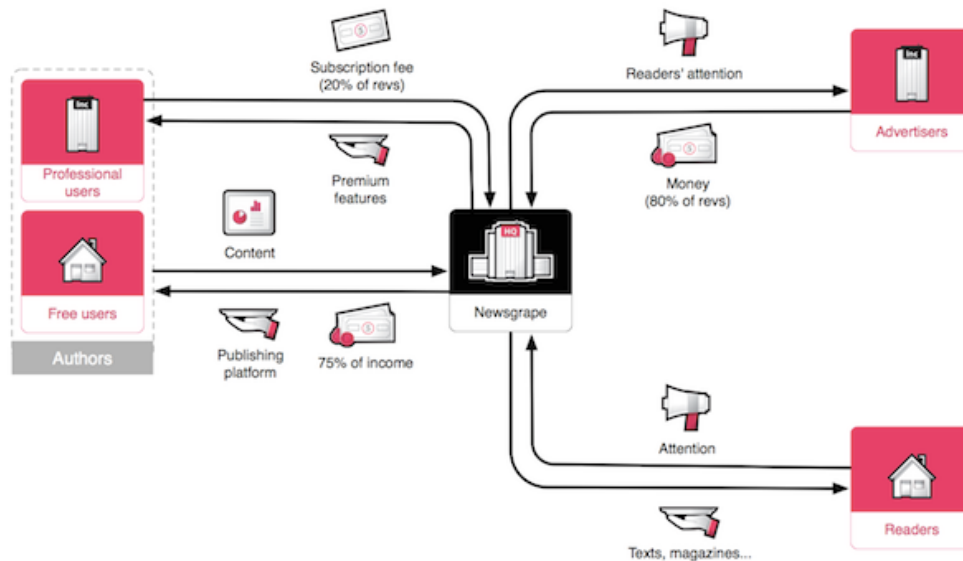 Subscription fee
(20% of revs)
Readers' attention
Inc
Inc
Professional
users
Premium
features
Money
(80% of revs)
Advertisers
Content
HQ
Newsgrape
Free users
Authors
Publishing
platform
75% of income
Attention
Readers
Texts, magazines...